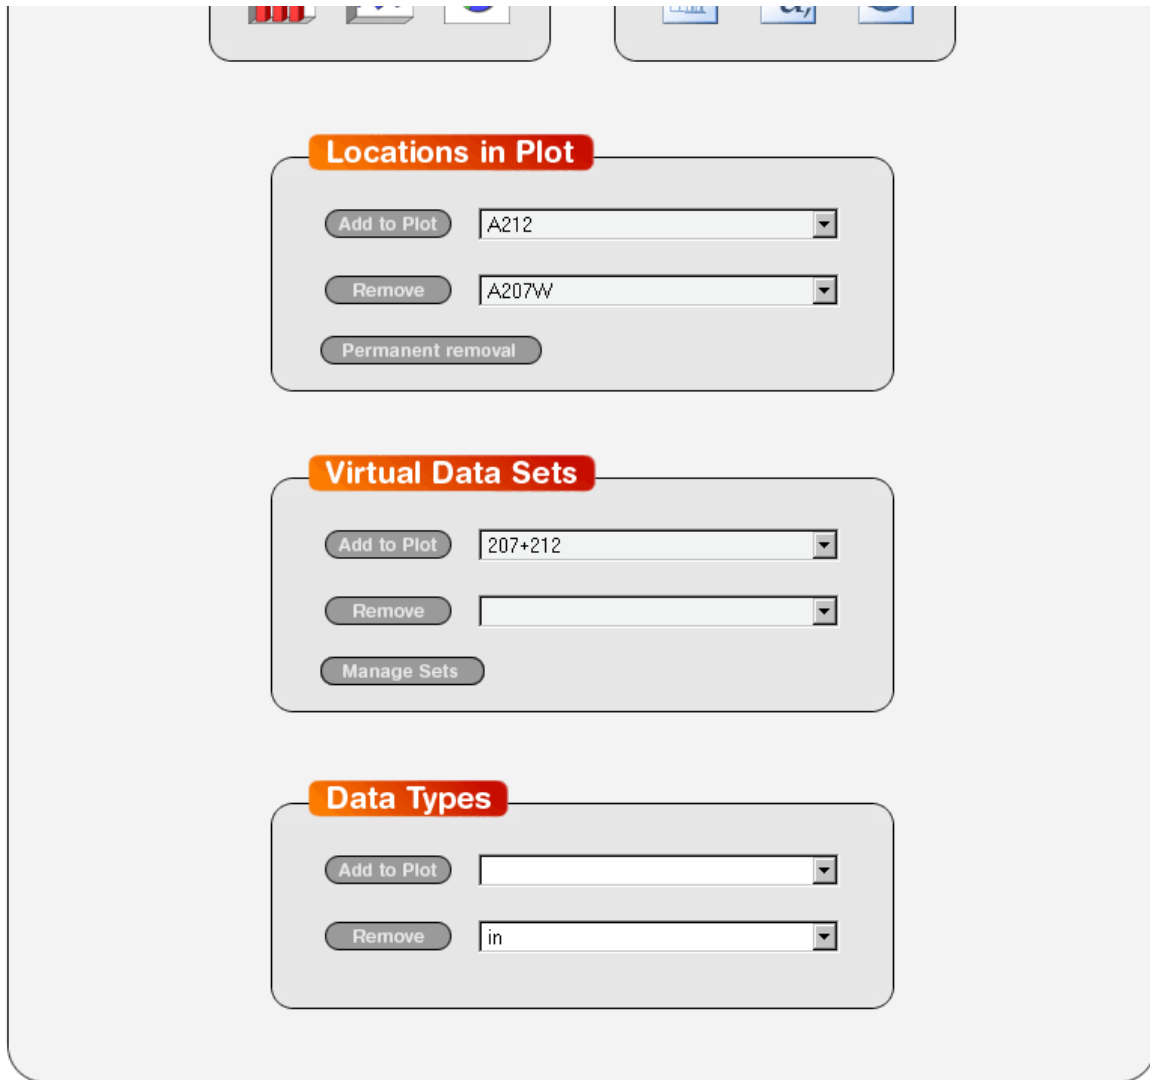 Locations in Plot
Add to Plot A212
Remove A207W
Permanent removal
Virtual Data Sets
Add to Plot 207+212
Remove
Manage Sets
Data Types
Add to Plot
Remove in